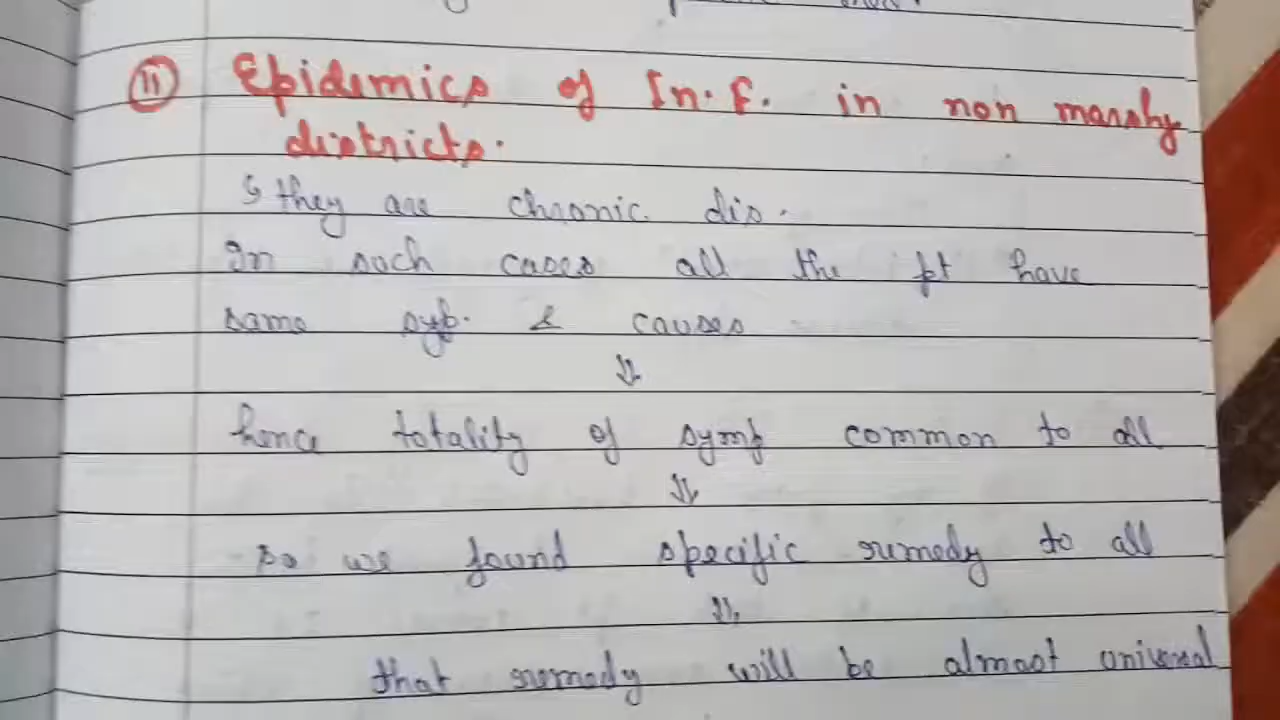 (11) Epidemics of In.F. in non marshy
districts.
↳ they are chronic dis.
In such cases all the pt have
same syp. & causes
↓
hence totality of symp common to all
↓
so we found specific remedy to all
↓
that remedy will be almost universal